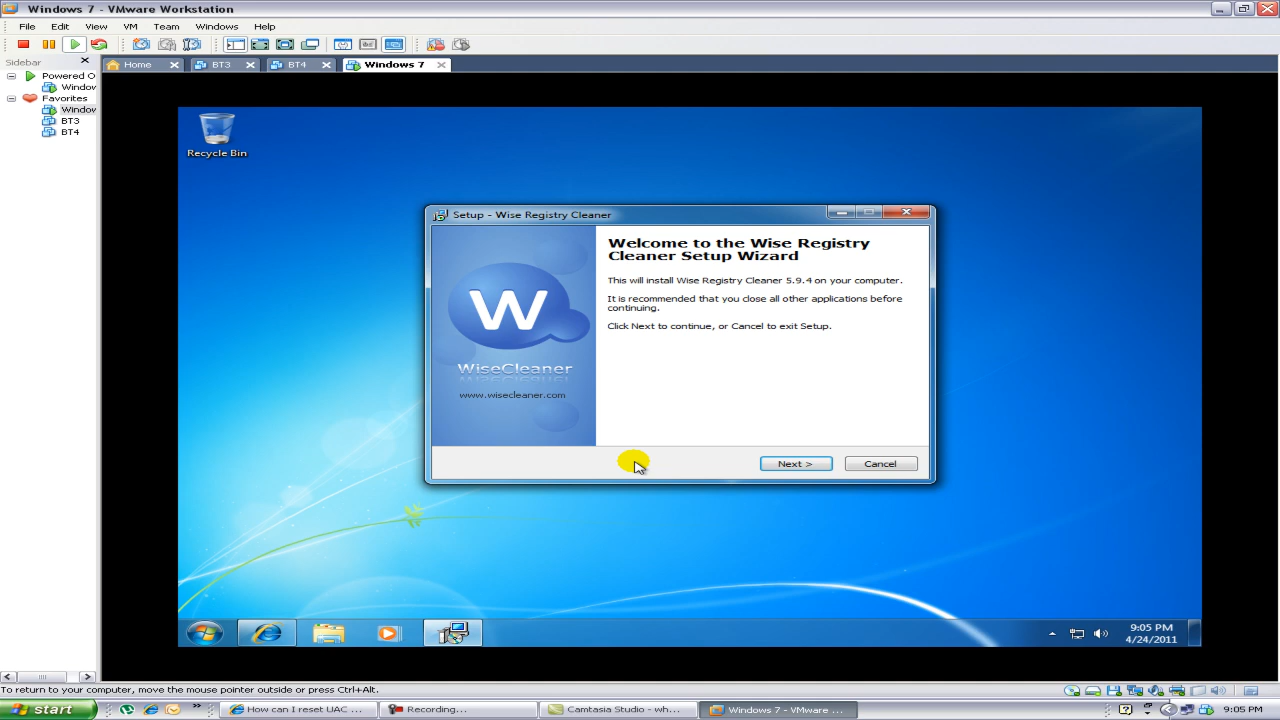 Windows 7 - VMware Workstation
File Edit View VM Team Windows Help
Sidebar
Home BT3 BT4 Windows 7
Powered O
Window
Favorites
Window
BT3
BT4
Recycle Bin
Setup - Wise Registry Cleaner
Welcome to the Wise Registry
Cleaner Setup Wizard
This will install Wise Registry Cleaner 5.9.4 on your computer.
It is recommended that you close all other applications before
continuing.
Click Next to continue, or Cancel to exit Setup.
W
WiseCleaner
www.wisecleaner.com
Next > Cancel
9:05 PM
4/24/2011
To return to your computer, move the mouse pointer outside or press Ctrl+Alt.
start
How can I reset UAC ...
Recording...
Camtasia Studio - wh...
Windows 7 - VMware ...
9:05 PM